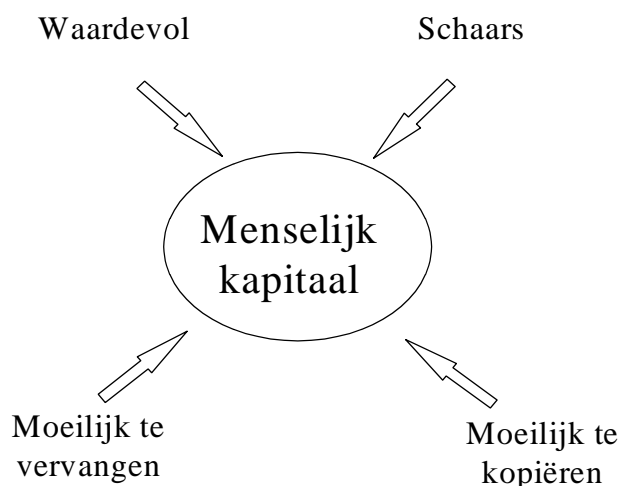 Waardevol
Schaars
Menselijk
kapitaal
Moeilijk te
vervangen
Moeilijk te
kopiëren